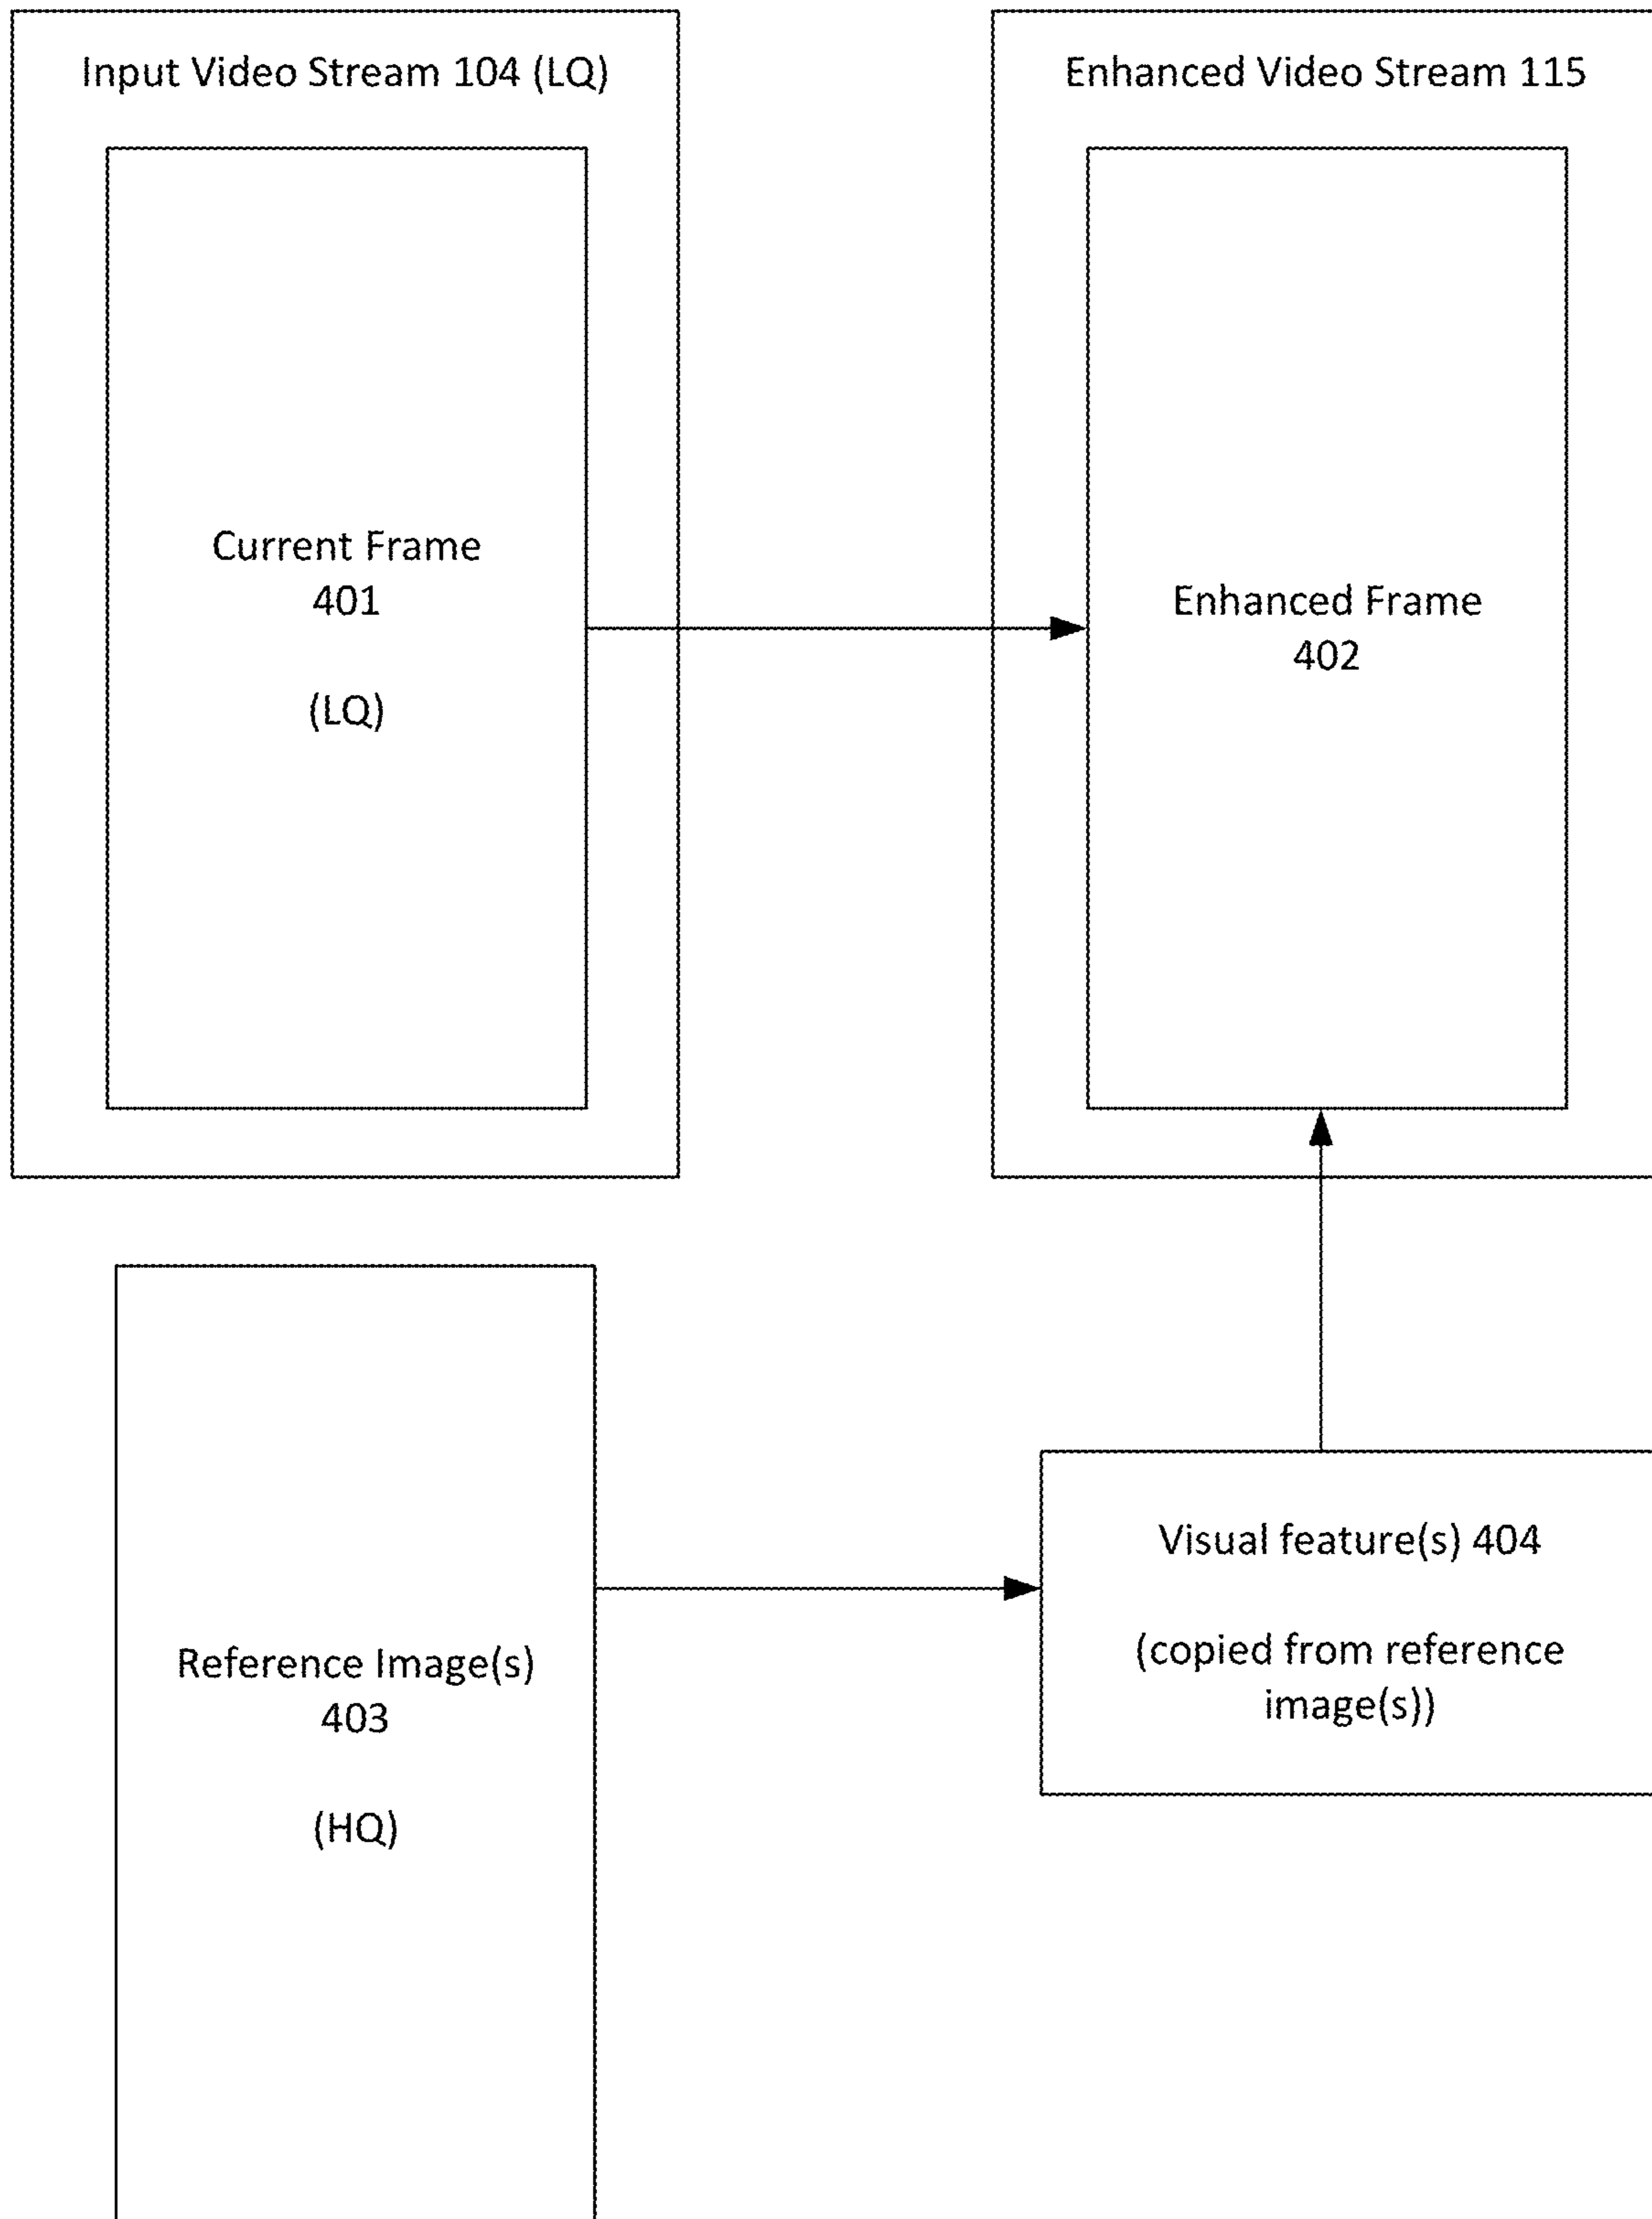 Input Video Stream 104 (LQ)
Current Frame
401
(LQ)
Enhanced Video Stream 115
Enhanced Frame
402
Reference Image(s)
403
(HQ)
Visual feature(s) 404
(copied from reference
image(s))